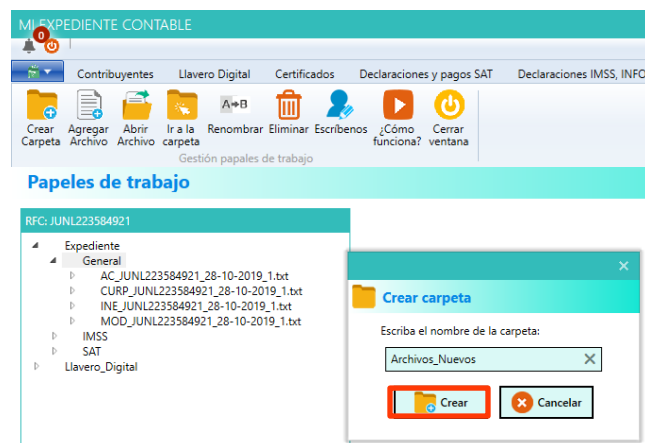 MI EXPEDIENTE CONTABLE
0
Contribuyentes Llavero Digital Certificados Declaraciones y pagos SAT Declaraciones IMSS, INFO
A B
Crear Carpeta Agregar Archivo Abrir Archivo Ir a la carpeta Renombrar Eliminar Escríbenos ¿Cómo funciona? Cerrar ventana
Gestión papales de trabajo
Papeles de trabajo
RFC: JUNL223584921
Expediente
General
AC_JUNL223584921_28-10-2019_1.txt
CURP_JUNL223584921_28-10-2019_1.txt
INE_JUNL223584921_28-10-2019_1.txt
MOD_JUNL223584921_28-10-2019_1.txt
IMSS
SAT
Llavero_Digital
Crear carpeta
Escriba el nombre de la carpeta:
Archivos_Nuevos
Crear Cancelar